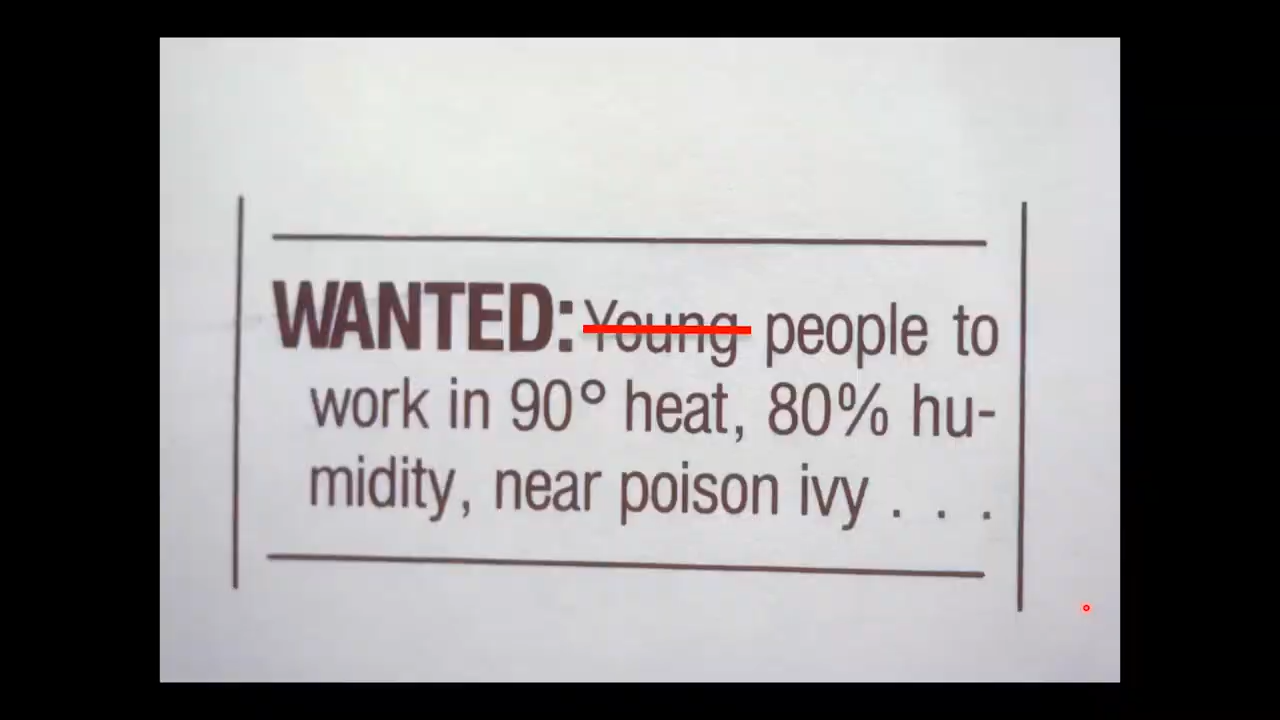 WANTED: Young people to
work in 90° heat, 80% hu-
midity, near poison ivy . . .